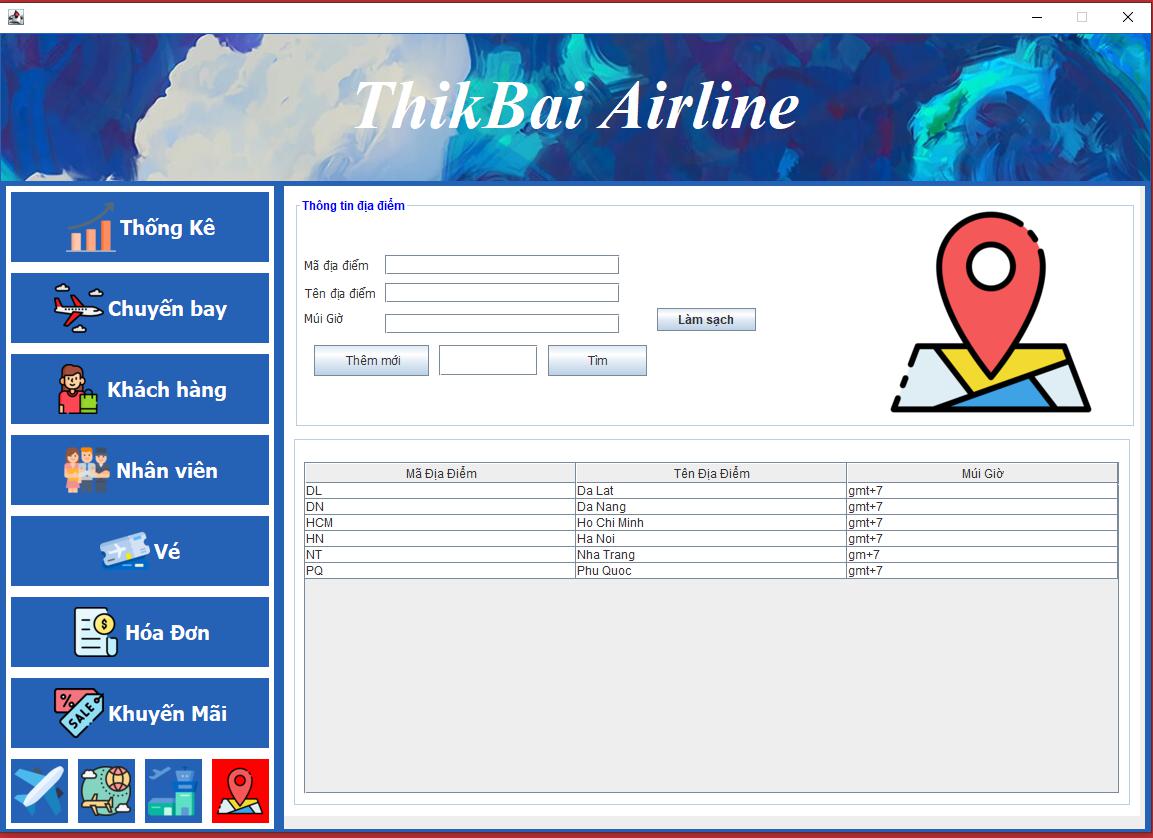 ThikBai Airline
Thống Kê
Chuyến bay
Khách hàng
Nhân viên
Vé
Hóa Đơn
% SALE
Khuyến Mãi
Thông tin địa điểm
Mã địa điểm
Tên địa điểm
Múi Giờ
Làm sạch
Thêm mới
Tìm
Mã Địa Điểm Tên Địa Điểm Múi Giờ
DL Da Lat gmt+7
DN Da Nang gmt+7
HCM Ho Chi Minh gmt+7
HN Ha Noi gmt+7
NT Nha Trang gm+7
PQ Phu Quoc gmt+7